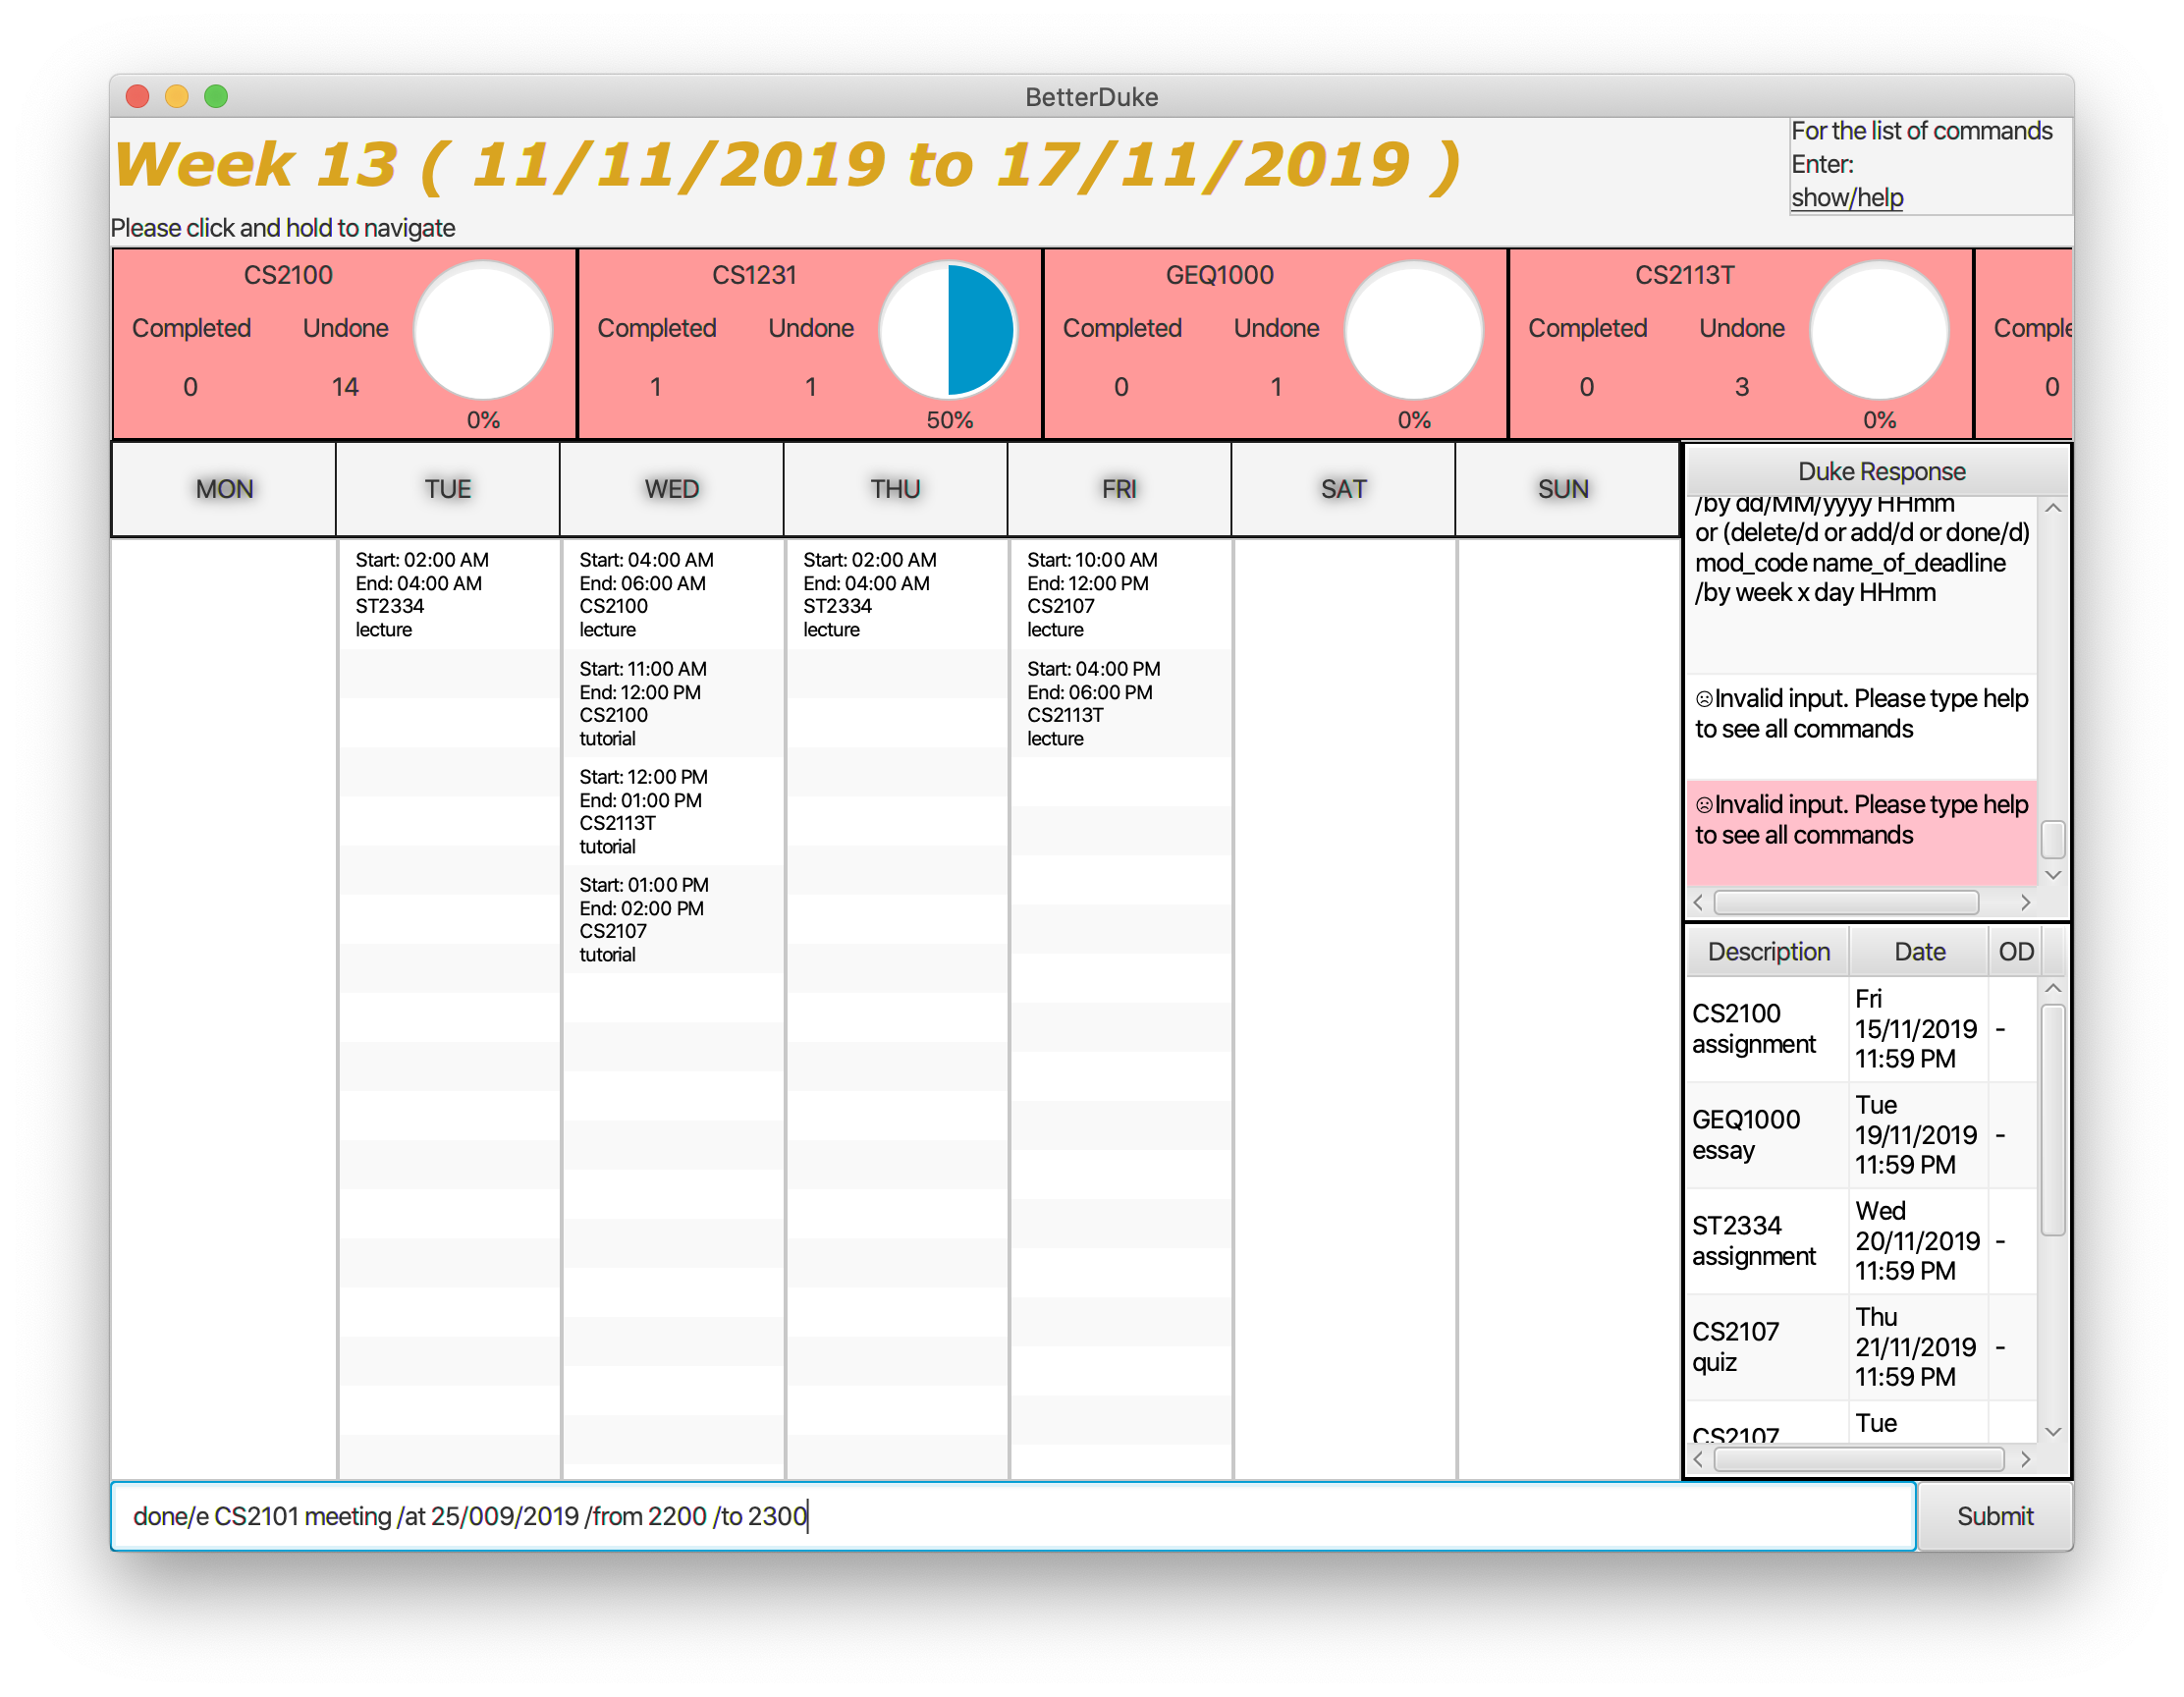 BetterDuke
Week 13 ( 11/11/2019 to 17/11/2019 )
For the list of commands
Enter:
show/help
Please click and hold to navigate
CS2100
Completed Undone
0 14
0%
CS1231
Completed Undone
1 1
50%
GEQ1000
Completed Undone
0 1
0%
CS2113T
Completed Undone
0 3
0%
Comple
0
MON TUE WED THU FRI SAT SUN
Start: 02:00 AM
End: 04:00 AM
ST2334
lecture
Start: 04:00 AM
End: 06:00 AM
CS2100
lecture
Start: 11:00 AM
End: 12:00 PM
CS2100
tutorial
Start: 12:00 PM
End: 01:00 PM
CS2113T
tutorial
Start: 01:00 PM
End: 02:00 PM
CS2107
tutorial
Start: 02:00 AM
End: 04:00 AM
ST2334
lecture
Start: 10:00 AM
End: 12:00 PM
CS2107
lecture
Start: 04:00 PM
End: 06:00 PM
CS2113T
lecture
Duke Response
/by dd/MM/yyyy HHmm
or (delete/d or add/d or done/d)
mod_code name_of_deadline
/by week x day HHmm
☹Invalid input. Please type help
to see all commands
☹Invalid input. Please type help
to see all commands
Description Date OD
CS2100
assignment
Fri
15/11/2019
11:59 PM
-
GEQ1000
essay
Tue
19/11/2019
11:59 PM
-
ST2334
assignment
Wed
20/11/2019
11:59 PM
-
CS2107
quiz
Thu
21/11/2019
11:59 PM
-
CS2107
Tue
done/e CS2101 meeting /at 25/009/2019 /from 2200 /to 2300
Submit